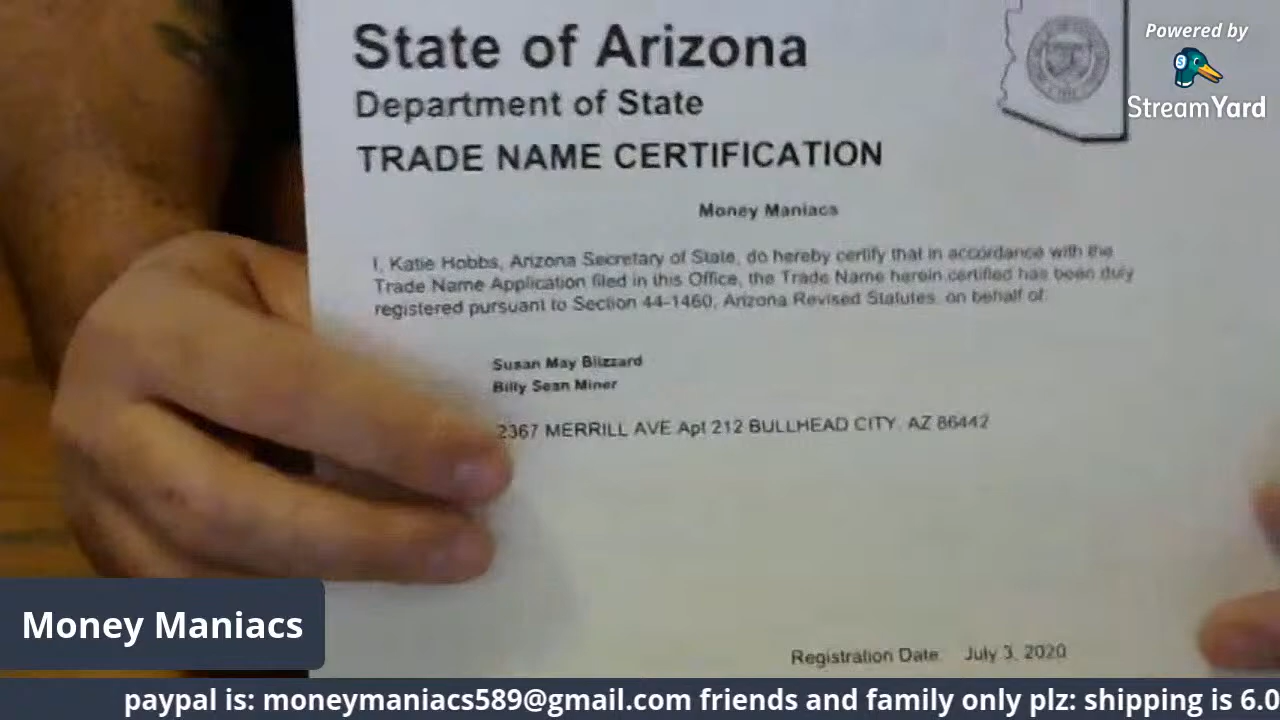 State of Arizona
Department of State
TRADE NAME CERTIFICATION
Money Maniacs
I, Katie Hobbs, Arizona Secretary of State, do hereby certify that in accordance with the
Trade Name Application filed in this Office, the Trade Name herein certified has been duly
registered pursuant to Section 44-1460, Arizona Revised Statutes, on behalf of:
Susan May Blizzard
Billy Sean Miner
2367 MERRILL AVE Apt 212 BULLHEAD CITY, AZ 86442
Registration Date: July 3, 2020
Powered by
StreamYard
Money Maniacs
paypal is: moneymaniacs589@gmail.com friends and family only plz: shipping is 6.0